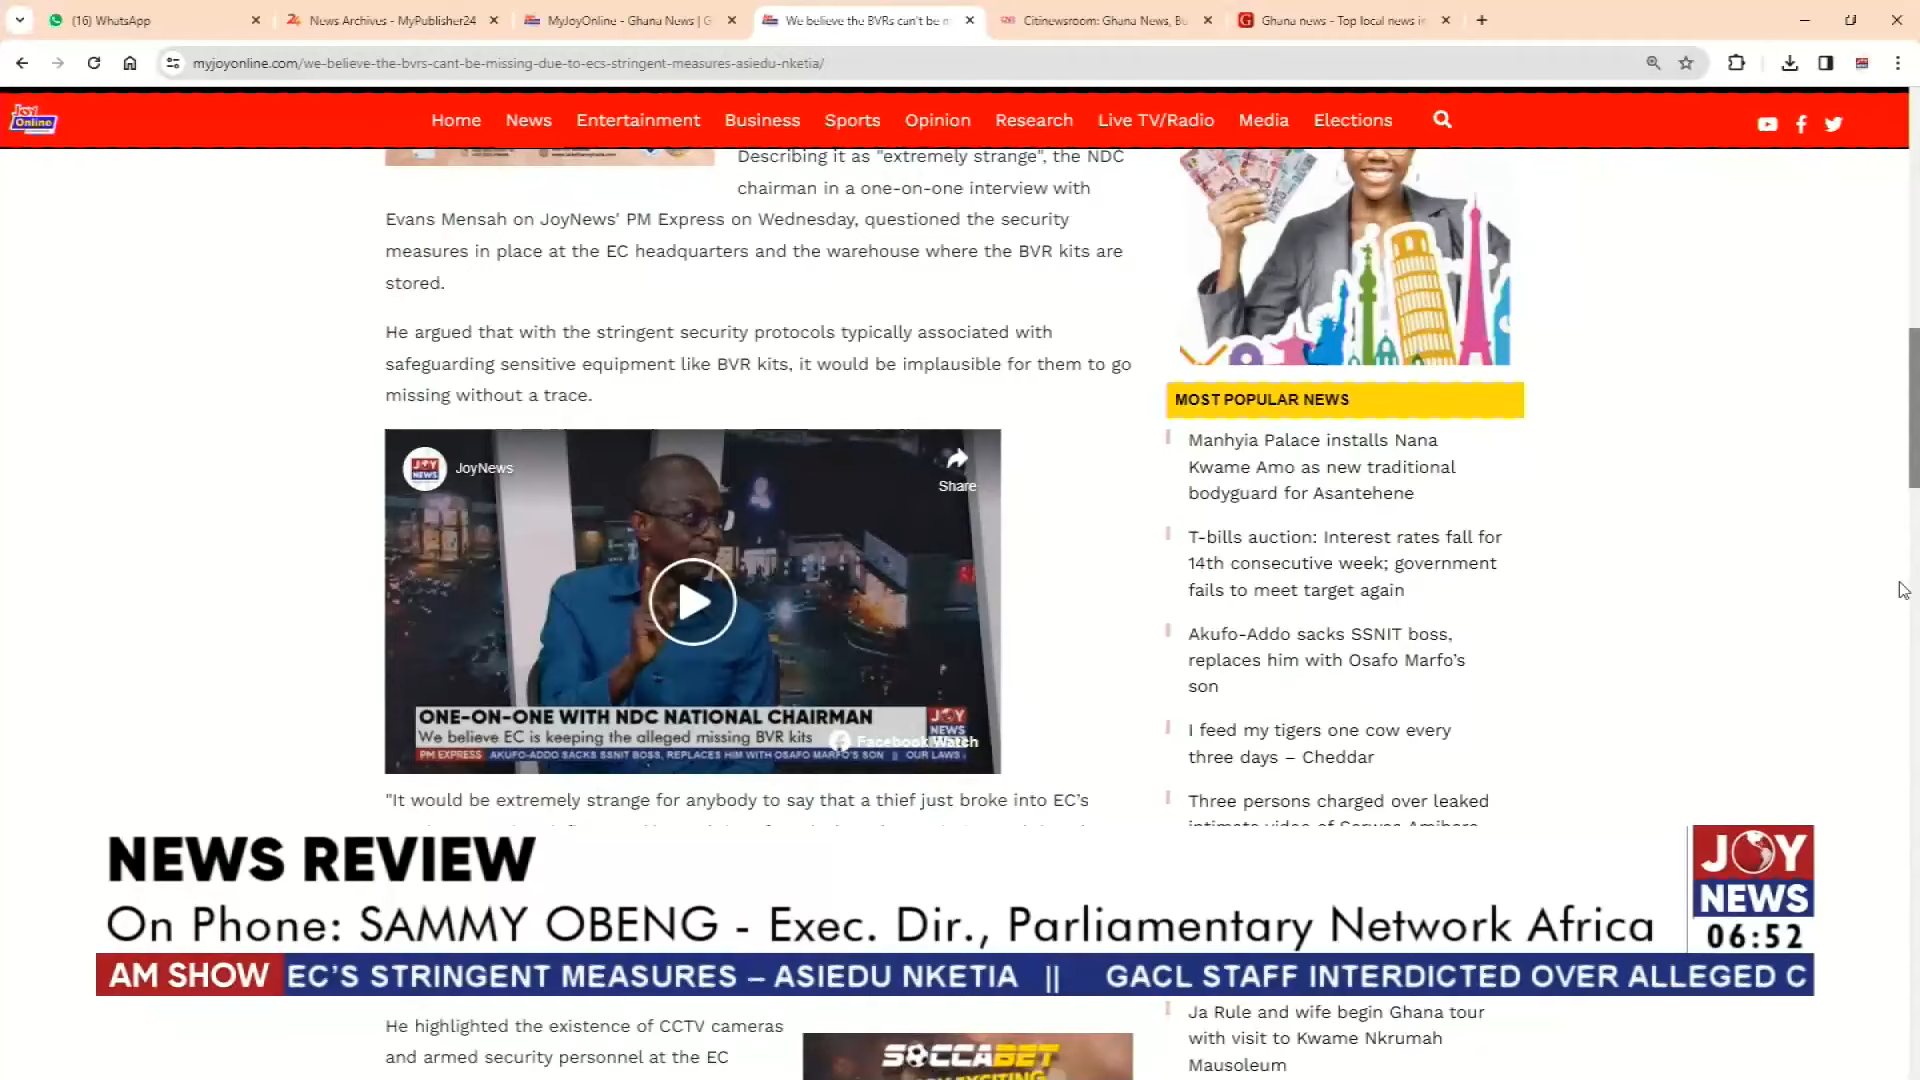 (16) WhatsApp
News Archives - MyPublisher24
MyJoyOnline - Ghana News | G
We believe the BVRs can't be m
Citinewsroom: Ghana News, Bu
Ghana news - Top local news in
myjoyonline.com/we-believe-the-bvrs-cant-be-missing-due-to-ecs-stringent-measures-asiedu-nketia/
Joy Online
Home News Entertainment Business Sports Opinion Research Live TV/Radio Media Elections
Describing it as "extremely strange", the NDC
chairman in a one-on-one interview with
Evans Mensah on JoyNews' PM Express on Wednesday, questioned the security
measures in place at the EC headquarters and the warehouse where the BVR kits are
stored.
He argued that with the stringent security protocols typically associated with
safeguarding sensitive equipment like BVR kits, it would be implausible for them to go
missing without a trace.
JOY NEWS
JoyNews
Share
ONE-ON-ONE WITH NDC NATIONAL CHAIRMAN
We believe EC is keeping the alleged missing BVR kits
JOY NEWS
Facebook Watch
PM EXPRESS AKUFO-ADDO SACKS SSNIT BOSS, REPLACES HIM WITH OSAFO MARFO'S SON || OUR LAWS
"It would be extremely strange for anybody to say that a thief just broke into EC's
MOST POPULAR NEWS
Manhyia Palace installs Nana
Kwame Amo as new traditional
bodyguard for Asantehene
T-bills auction: Interest rates fall for
14th consecutive week; government
fails to meet target again
Akufo-Addo sacks SSNIT boss,
replaces him with Osafo Marfo's
son
I feed my tigers one cow every
three days – Cheddar
Three persons charged over leaked
NEWS REVIEW
On Phone: SAMMY OBENG - Exec. Dir., Parliamentary Network Africa
JOY
NEWS
06:52
AM SHOW EC'S STRINGENT MEASURES – ASIEDU NKETIA || GACL STAFF INTERDICTED OVER ALLEGED C
He highlighted the existence of CCTV cameras
and armed security personnel at the EC
SOCCABET
EXCITING
Ja Rule and wife begin Ghana tour
with visit to Kwame Nkrumah
Mausoleum